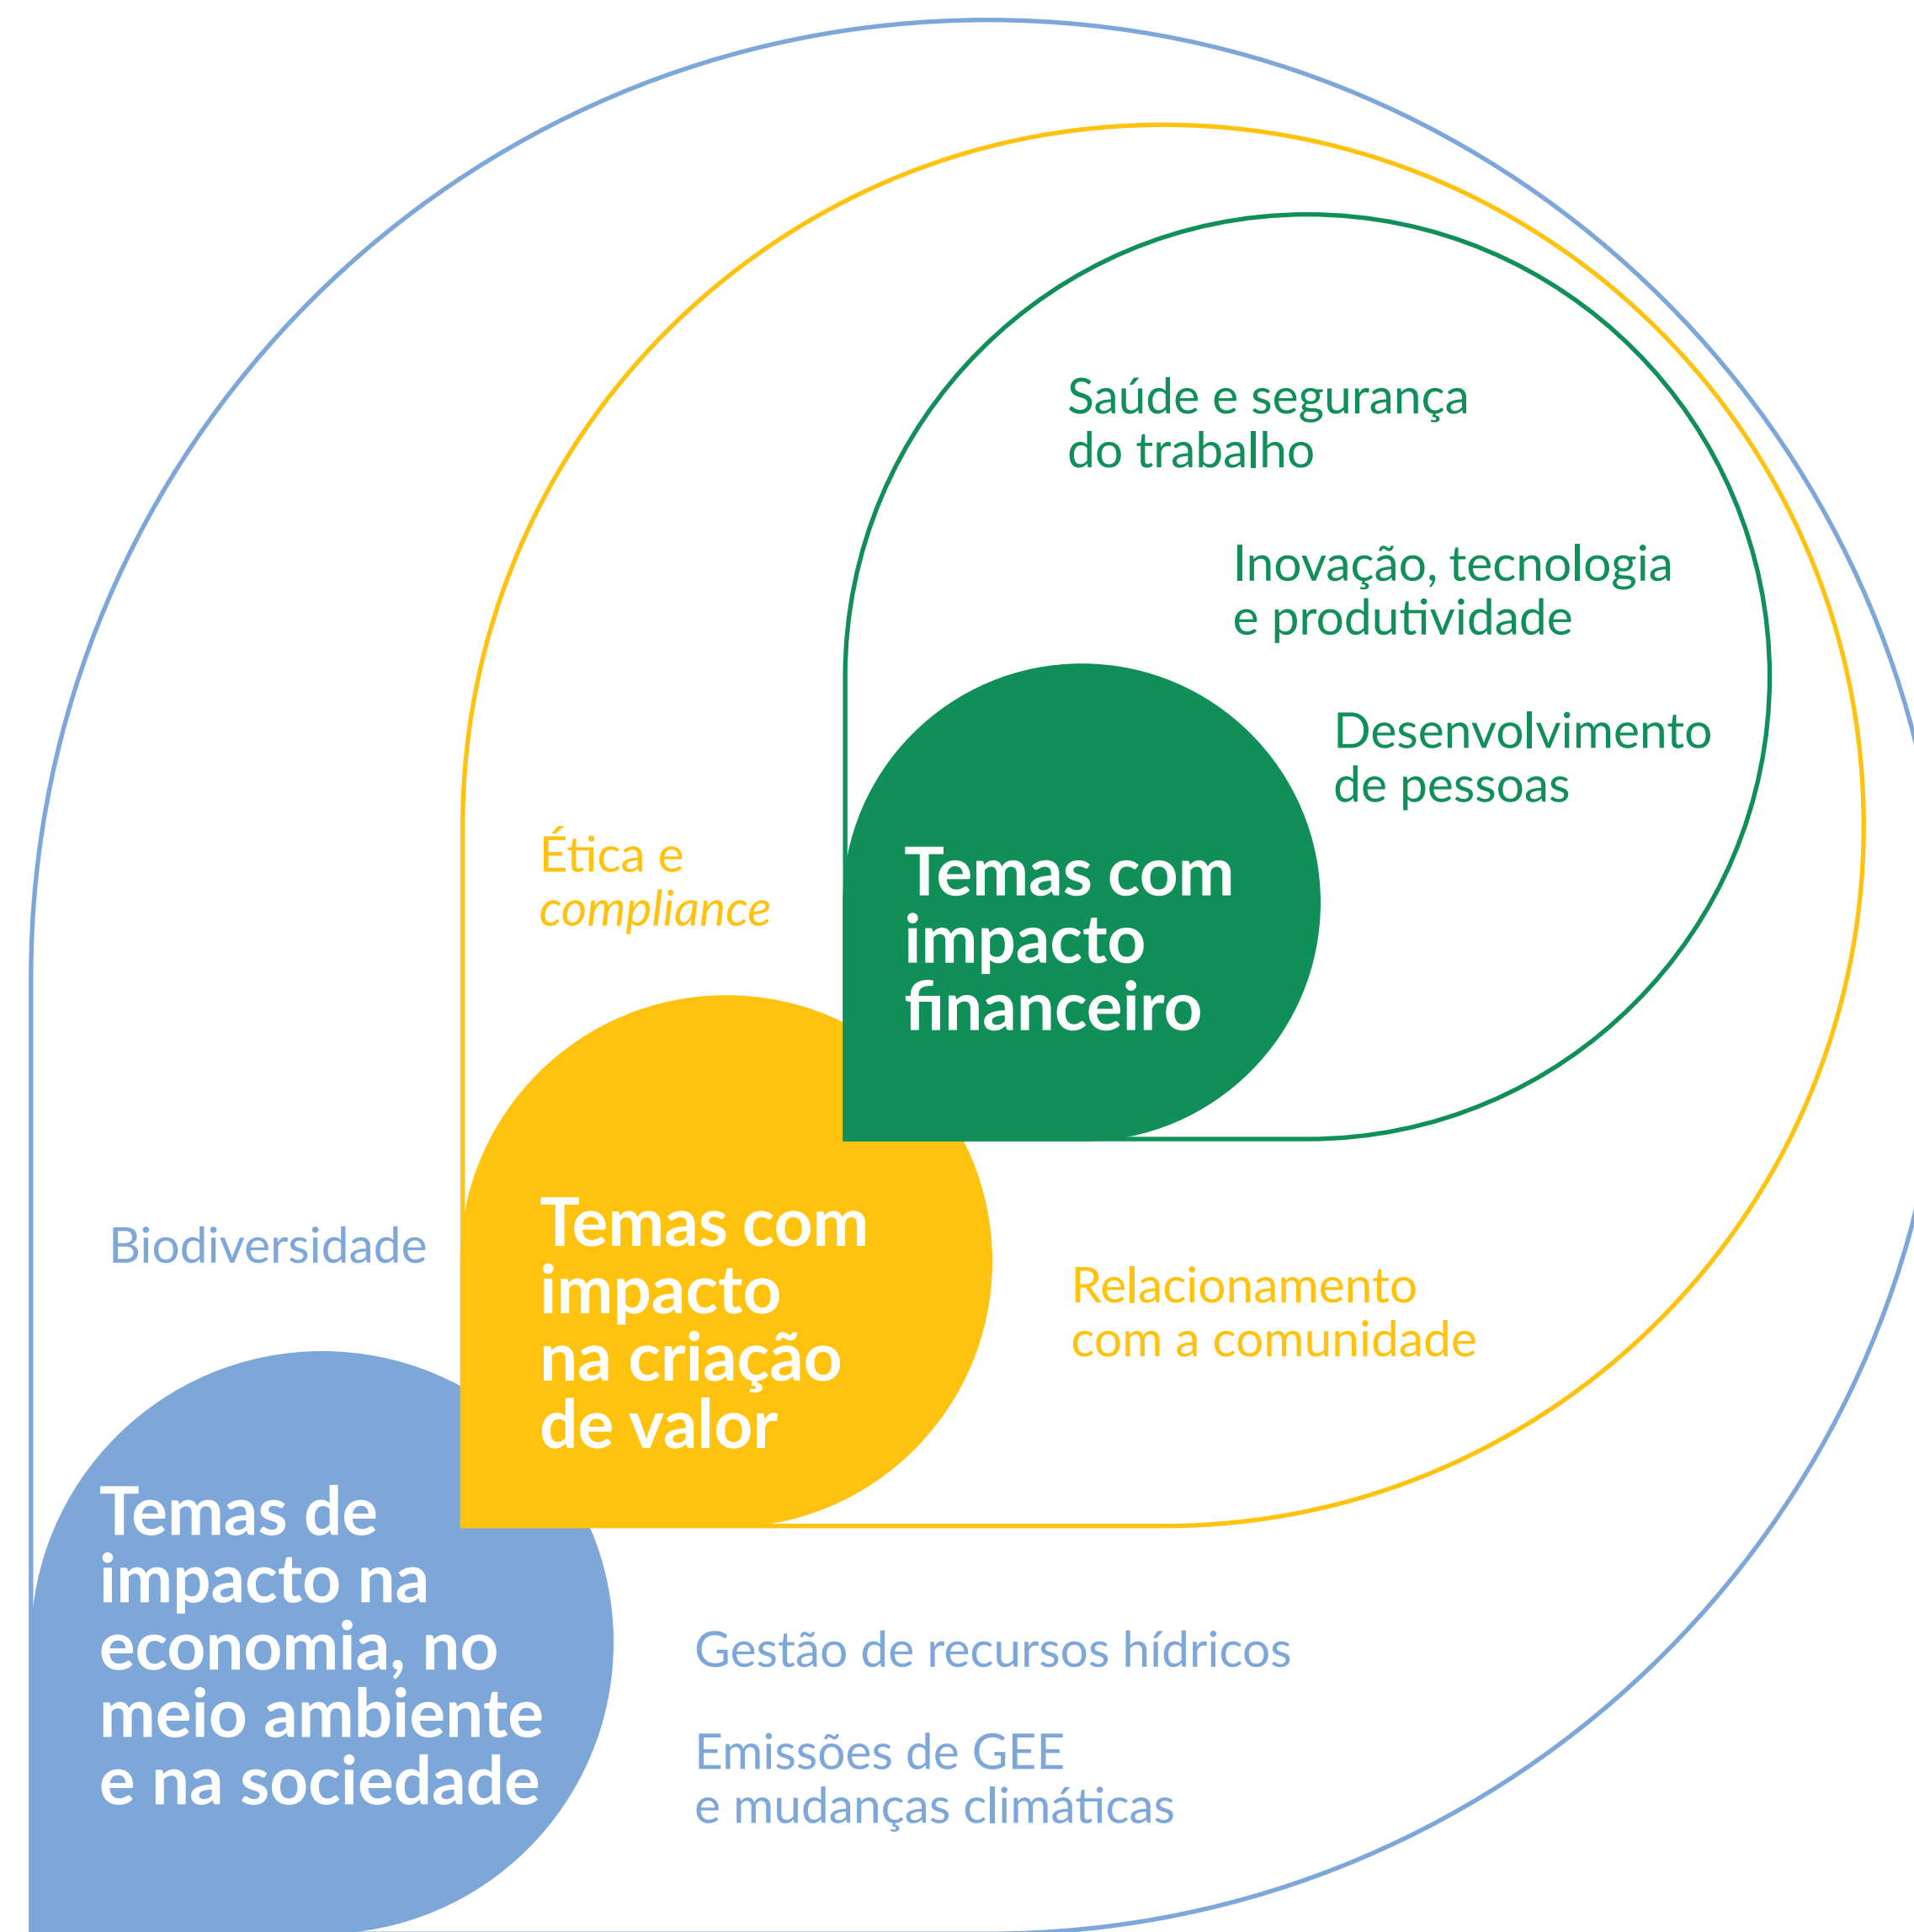 Saúde e segurança
do trabalho
Inovação, tecnologia
e produtividade
Desenvolvimento
de pessoas
Temas com
impacto
financeiro
Ética e
compliance
Temas com
impacto
na criação
de valor
Relacionamento
com a comunidade
Biodiversidade
Temas de
impacto na
economia, no
meio ambiente
e na sociedade
Gestão de recursos hídricos
Emissões de GEE
e mudanças climáticas